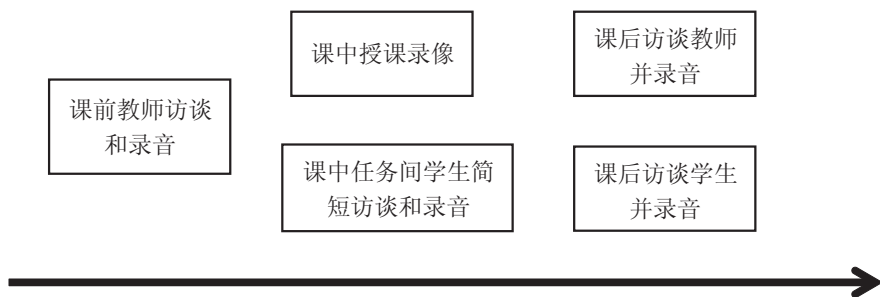 课前教师访谈
和录音
课中授课录像
课中任务间学生简
短访谈和录音
课后访谈教师
并录音
课后访谈学生
并录音